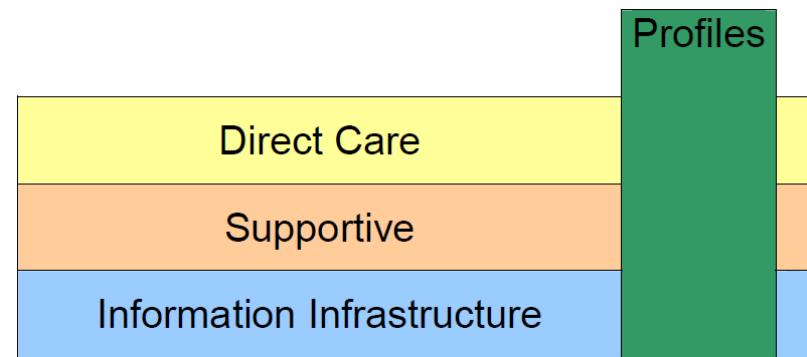 Profiles
Direct Care
Supportive
Information Infrastructure